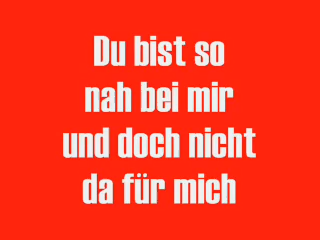 Du bist so
nah bei mir
und doch nicht
da für mich